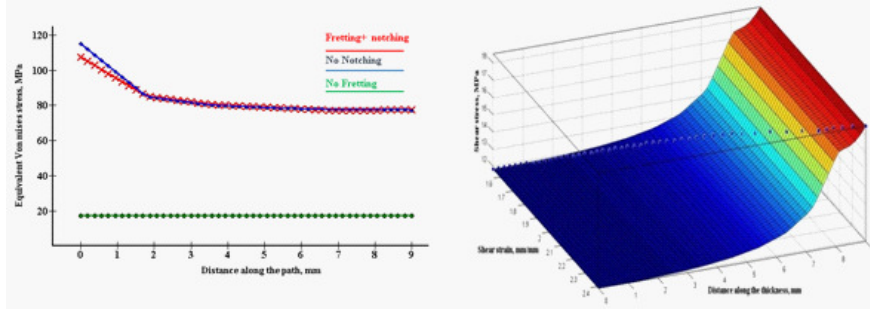 120
100
80
60
40
20
0 1 2 3 4 5 6 7 8 9
Equivalent Von mises stress, MPa
Distance along the path, mm
Fretting+ notching
No Notching
No Fretting
Shear stress, MPa
Shear strain, mm/mm
Distance along the thickness, mm
0 1 2 3 4 5 6 7 8